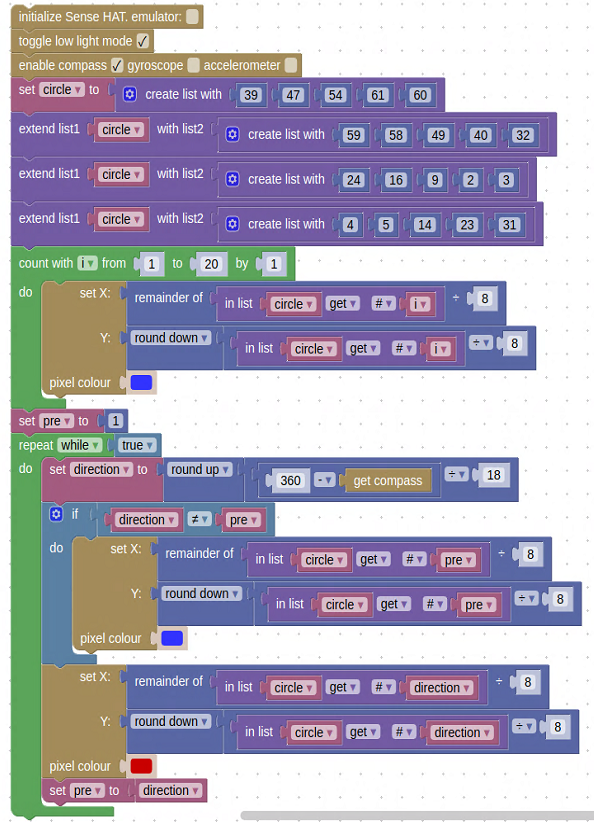 initialize Sense HAT. emulator:
toggle low light mode ✓
enable compass ✓ gyroscope accelerometer
set circle ▾ to create list with 39 47 54 61 60
extend list1 circle ▾ with list2 create list with 59 58 49 40 32
extend list1 circle ▾ with list2 create list with 24 16 9 2 3
extend list1 circle ▾ with list2 create list with 4 5 14 23 31
count with i ▾ from 1 to 20 by 1
do set X: remainder of in list circle ▾ get ▾ # ▾ i ▾ ÷ 8
Y: round down ▾ in list circle ▾ get ▾ # ▾ i ▾ ÷ ▾ 8
pixel colour
set pre ▾ to 1
repeat while ▾ true ▾
do set direction ▾ to round up ▾ 360 - ▾ get compass ÷ ▾ 18
if direction ▾ ≠ ▾ pre ▾
do set X: remainder of in list circle ▾ get ▾ # ▾ pre ▾ ÷ 8
Y: round down ▾ in list circle ▾ get ▾ # ▾ pre ▾ ÷ ▾ 8
pixel colour
set X: remainder of in list circle ▾ get ▾ # ▾ direction ▾ ÷ 8
Y: round down ▾ in list circle ▾ get ▾ # ▾ direction ▾ ÷ ▾ 8
pixel colour
set pre ▾ to direction ▾